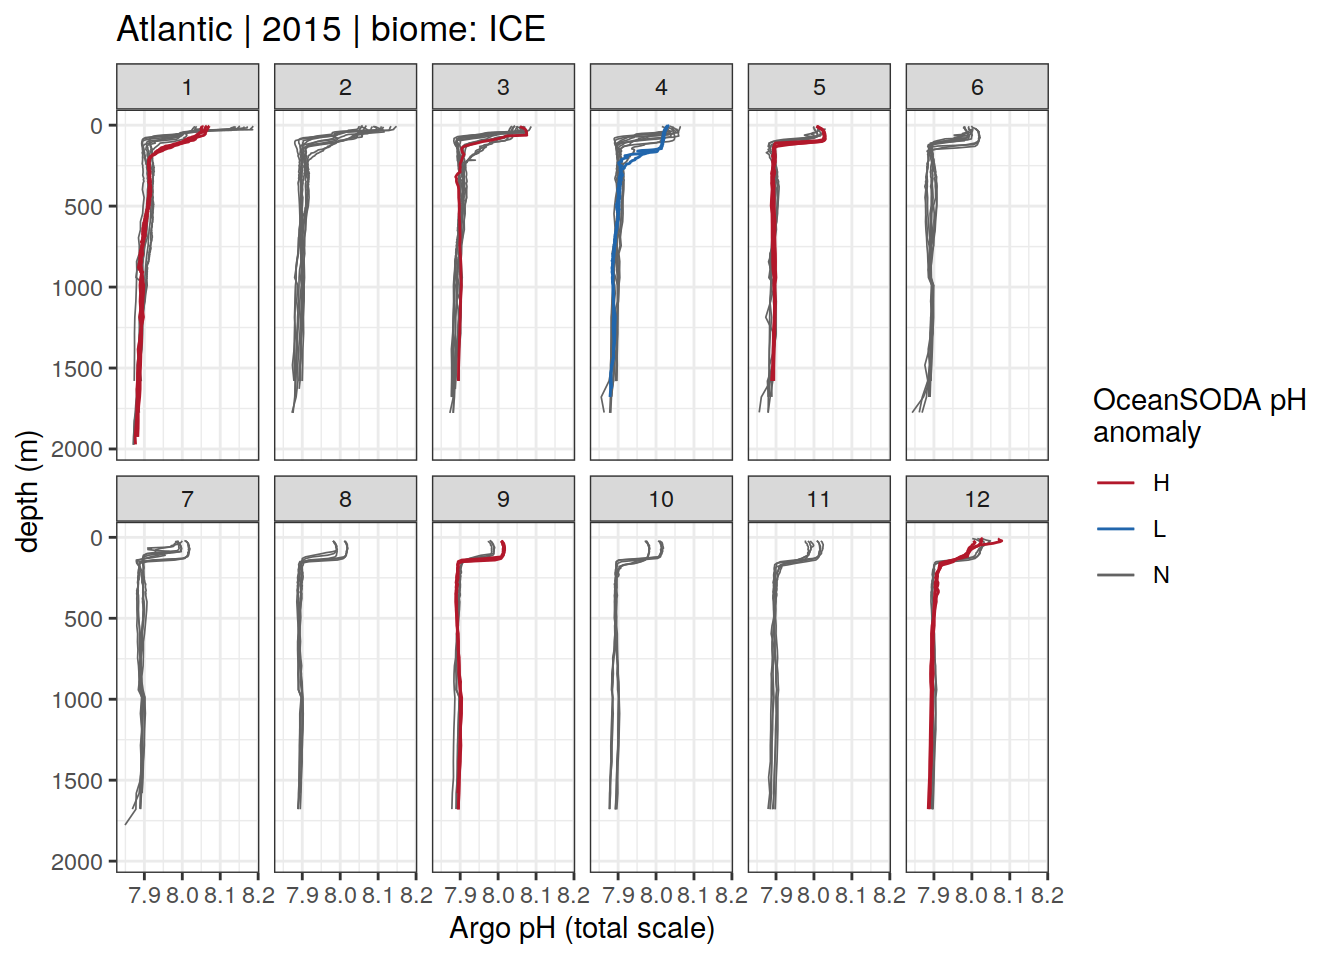 Atlantic | 2015 | biome: ICE
1 2 3 4 5 6
0
500
1000
1500
2000
7 8 9 10 11 12
0
500
1000
1500
2000
7.9 8.0 8.1 8.2 7.9 8.0 8.1 8.2 7.9 8.0 8.1 8.2 7.9 8.0 8.1 8.2 7.9 8.0 8.1 8.2 7.9 8.0 8.1 8.2
Argo pH (total scale)
depth (m)
OceanSODA pH
anomaly
H
L
N